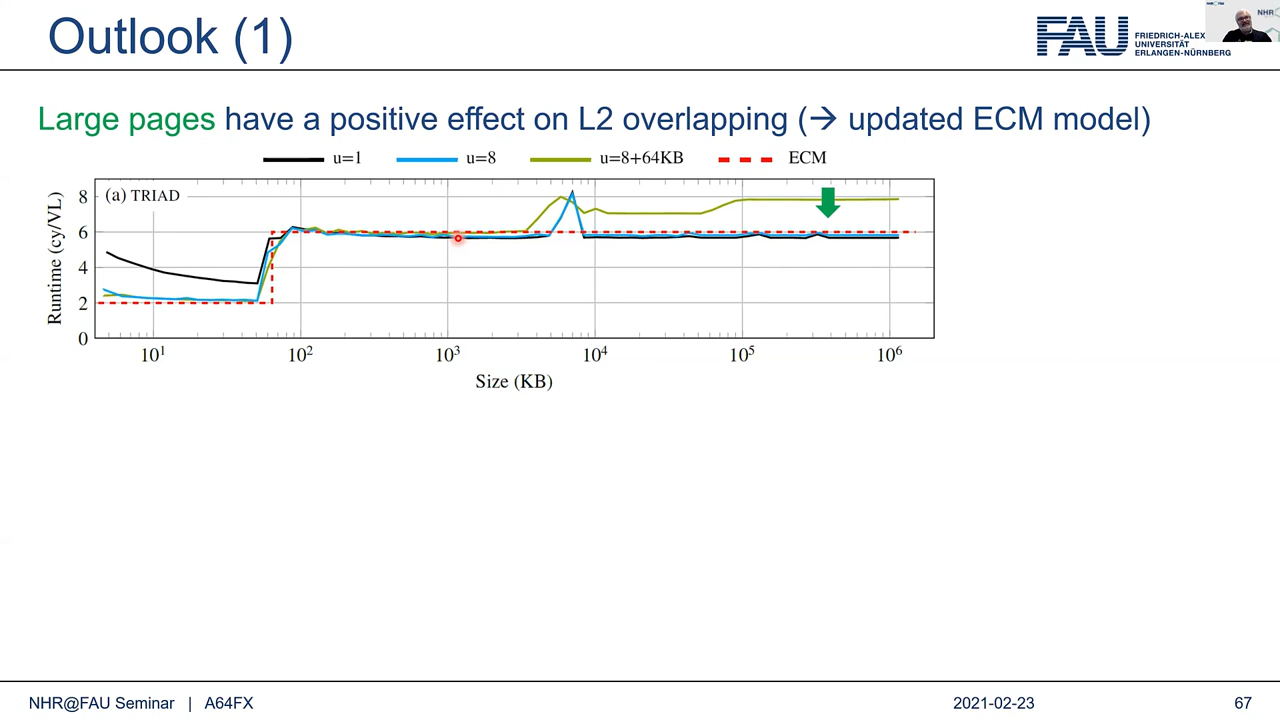 Outlook (1)
FAU
FRIEDRICH-ALEX
UNIVERSITÄT
ERLANGEN-NÜRNBERG
NHR
Large pages have a positive effect on L2 overlapping (→ updated ECM model)
u=1 u=8 u=8+64KB ECM
(a) TRIAD
Runtime (cy/VL)
8
6
4
2
0
10¹ 10² 10³ 10⁴ 10⁵ 10⁶
Size (KB)
NHR@FAU Seminar | A64FX 2021-02-23 67